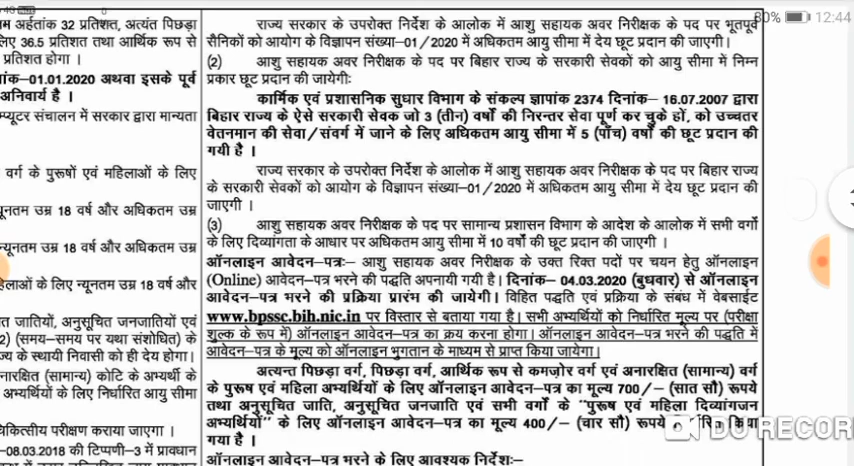 4G
80%
12:44
म अर्हतांक 32 प्रतिशत, अत्यंत पिछड़ा
लिए 36.5 प्रतिशत तथा आर्थिक रूप से
प्रतिशत होगा ।
ांक-01.01.2020 अथवा इसके पूर्व
अनिवार्य है ।
म्प्यूटर संचालन में सरकार द्वारा मान्यता
वर्ग के पुरूषों एवं महिलाओं के लिए
्यूनतम उम्र 18 वर्ष और अधिकतम उम्र
न्यूनतम उम्र 18 वर्ष और अधिकतम उम्र
हेलाओं के लिए न्यूनतम उम्र 18 वर्ष और
त जातियों, अनुसूचित जनजातियों एवं
2) (समय-समय पर यथा संशोधित) के
ज्य के स्थायी निवासी को ही देय होगा।
नारक्षित (सामान्य) कोटि के अभ्यर्थी के
अभ्यर्थियों के लिए निर्धारित आयु सीमा
चिकित्सीय परीक्षण कराया जाएगा ।
-08.03.2018 की टिप्पणी-3 में प्रावधान
राज्य सरकार के उपरोक्त निर्देश के आलोक में आशु सहायक अवर निरीक्षक के पद पर भूतपूर्व
सैनिकों को आयोग के विज्ञापन संख्या-01/2020 में अधिकतम आयु सीमा में देय छूट प्रदान की जाएगी।
(2) आशु सहायक अवर निरीक्षक के पद पर बिहार राज्य के सरकारी सेवकों को आयु सीमा में निम्न
प्रकार छूट प्रदान की जायेगीः
कार्मिक एवं प्रशासनिक सुधार विभाग के संकल्प ज्ञापांक 2374 दिनांक- 16.07.2007 द्वारा
बिहार राज्य के ऐसे सरकारी सेवक जो 3 (तीन) वर्षों की निरन्तर सेवा पूर्ण कर चुके हों, को उच्चतर
वेतनमान की सेवा/संवर्ग में जाने के लिए अधिकतम आयु सीमा में 5 (पाँच) वर्षों की छूट प्रदान की
गयी है ।
राज्य सरकार के उपरोक्त निर्देश के आलोक में आशु सहायक अवर निरीक्षक के पद पर बिहार राज्य
के सरकारी सेवकों को आयोग के विज्ञापन संख्या-01/2020 में अधिकतम आयु सीमा में देय छूट प्रदान की
जाएगी ।
(3) आशु सहायक अवर निरीक्षक के पद पर सामान्य प्रशासन विभाग के आदेश के आलोक में सभी वर्गो
के लिए दिव्यांगता के आधार पर अधिकतम आयु सीमा में 10 वर्षों की छूट प्रदान की जाएगी ।
ऑनलाइन आवेदन-पत्रः- आशु सहायक अवर निरीक्षक के उक्त रिक्त पदों पर चयन हेतु ऑनलाइन
(Online) आवेदन-पत्र भरने की पद्धति अपनायी गयी है। दिनांक- 04.03.2020 (बुधवार) से ऑनलाइन
आवेदन-पत्र भरने की प्रक्रिया प्रारंभ की जायेगी। विहित पद्धति एवं प्रक्रिया के संबंध में वेबसाईट
www.bpssc.bih.nic.in पर विस्तार से बताया गया है। सभी अभ्यर्थियों को निर्धारित मूल्य पर (परीक्षा
शुल्क के रूप में) ऑनलाइन आवेदन-पत्र का क्रय करना होगा। ऑनलाइन आवेदन-पत्र भरने की पद्धति में
आवेदन-पत्र के मूल्य को ऑनलाइन भुगतान के माध्यम से प्राप्त किया जायेगा।
अत्यन्त पिछड़ा वर्ग, पिछड़ा वर्ग, आर्थिक रूप से कमज़ोर वर्ग एवं अनारक्षित (सामान्य) वर्ग
के पुरूष एवं महिला अभ्यर्थियों के लिए ऑनलाइन आवेदन-पत्र का मूल्य 700/- (सात सौ) रूपये
तथा अनुसूचित जाति, अनुसूचित जनजाति एवं सभी वर्गों के "पुरूष एवं महिला दिव्यांगजन
अभ्यर्थियों" के लिए ऑनलाइन आवेदन-पत्र का मूल्य 400/- (चार सौ) रूपये किया
गया है ।
ऑनलाईन आवेदन-पत्र भरने के लिए आवश्यक निर्देशः-
DU RECOR